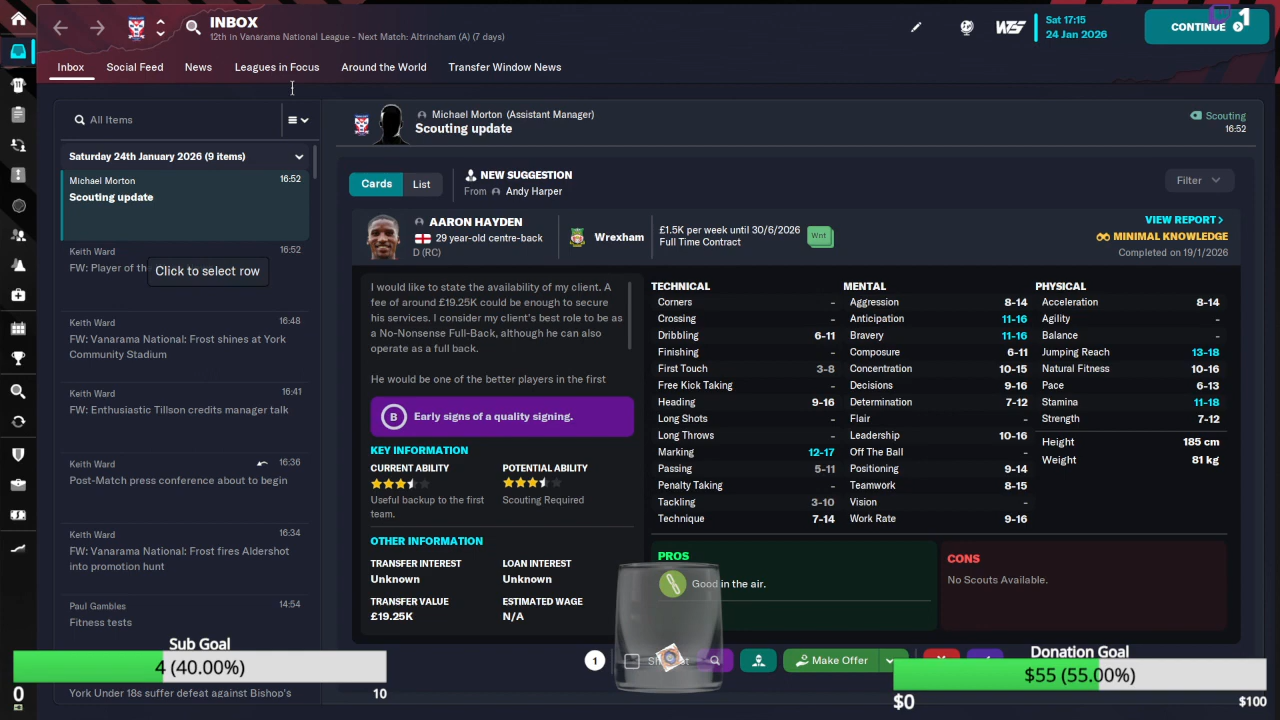 INBOX
12th in Vanarama National League - Next Match: Altrincham (A) (7 days)
Sat 17:15
24 Jan 2026
CONTINUE
1
Inbox
Social Feed
News
Leagues in Focus
Around the World
Transfer Window News
All Items
Saturday 24th January 2026 (9 items)
Michael Morton
16:52
Scouting update
Keith Ward
16:52
FW: Player of th
Click to select row
Keith Ward
16:48
FW: Vanarama National: Frost shines at York
Community Stadium
Keith Ward
16:41
FW: Enthusiastic Tillson credits manager talk
Keith Ward
16:36
Post-Match press conference about to begin
Keith Ward
16:34
FW: Vanarama National: Frost fires Aldershot
into promotion hunt
Paul Gambles
14:54
Fitness tests
York Under 18s suffer defeat against Bishop's
Michael Morton (Assistant Manager)
Scouting update
Scouting
16:52
Cards
List
NEW SUGGESTION
From Andy Harper
Filter
AARON HAYDEN
29 year-old centre-back
D (RC)
Wrexham
£1.5K per week until 30/6/2026
Full Time Contract
Wnt
VIEW REPORT >
MINIMAL KNOWLEDGE
Completed on 19/1/2026
I would like to state the availability of my client. A
fee of around £19.25K could be enough to secure
his services. I consider my client's best role to be as
a No-Nonsense Full-Back, although he can also
operate as a full back.
He would be one of the better players in the first
B
Early signs of a quality signing.
KEY INFORMATION
CURRENT ABILITY
POTENTIAL ABILITY
Useful backup to the first
team.
Scouting Required
OTHER INFORMATION
TRANSFER INTEREST
LOAN INTEREST
Unknown
Unknown
TRANSFER VALUE
ESTIMATED WAGE
£19.25K
N/A
TECHNICAL
Corners -
Crossing -
Dribbling 6-11
Finishing -
First Touch 3-8
Free Kick Taking -
Heading 9-16
Long Shots -
Long Throws -
Marking 12-17
Passing 5-11
Penalty Taking -
Tackling 3-10
Technique 7-14
MENTAL
Aggression 8-14
Anticipation 11-16
Bravery 11-16
Composure 6-11
Concentration 10-15
Decisions 9-16
Determination 7-12
Flair -
Leadership 10-16
Off The Ball -
Positioning 9-14
Teamwork 8-15
Vision -
Work Rate 9-16
PHYSICAL
Acceleration 8-14
Agility -
Balance -
Jumping Reach 13-18
Natural Fitness 10-16
Pace 6-13
Stamina 11-18
Strength 7-12
Height 185 cm
Weight 81 kg
PROS
Good in the air.
CONS
No Scouts Available.
1
Make Offer
Sub Goal
4 (40.00%)
0
10
Donation Goal
$55 (55.00%)
$0
$100